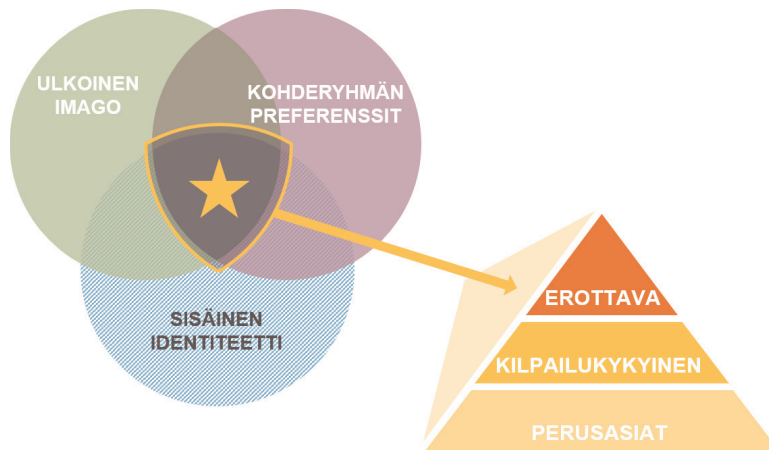 ULKOINEN
IMAGO
KOHDERYHMÄN
PREFERENSSIT
SISÄINEN
IDENTITEETTI
EROTTAVA
KILPAILUKYKYINEN
PERUSASIAT